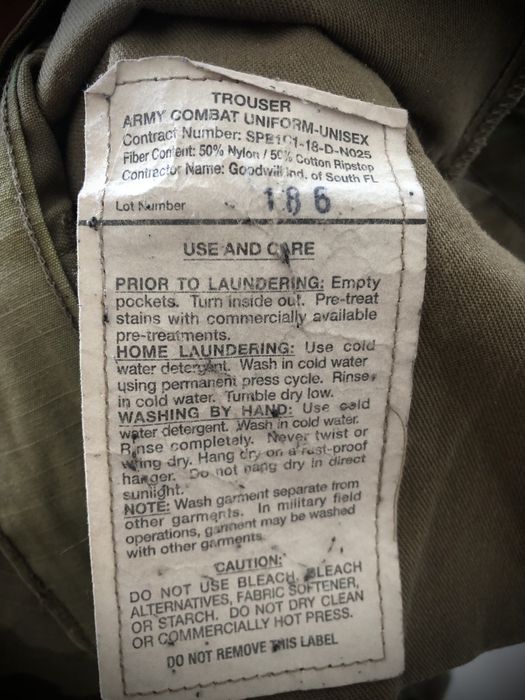 TROUSER
ARMY COMBAT UNIFORM-UNISEX
Contract Number: SPE1C1-18-D-N025
Fiber Content: 50% Nylon / 50% Cotton Ripstop
Contractor Name: Goodwill Ind. of South FL
Lot Number 186
USE AND CARE
PRIOR TO LAUNDERING: Empty
pockets. Turn inside out. Pre-treat
stains with commercially available
pre-treatments.
HOME LAUNDERING: Use cold
water detergent. Wash in cold water
using permanent press cycle. Rinse
in cold water. Tumble dry low.
WASHING BY HAND: Use cold
water detergent. Wash in cold water.
Rinse completely. Never twist or
wring dry. Hang dry on a rust-proof
hanger. Do not hang dry in direct
sunlight.
NOTE: Wash garment separate from
other garments. In military field
operations, garment may be washed
with other garments.
CAUTION:
DO NOT USE BLEACH, BLEACH
ALTERNATIVES, FABRIC SOFTENER,
OR STARCH. DO NOT DRY CLEAN
OR COMMERCIALLY HOT PRESS.
DO NOT REMOVE THIS LABEL